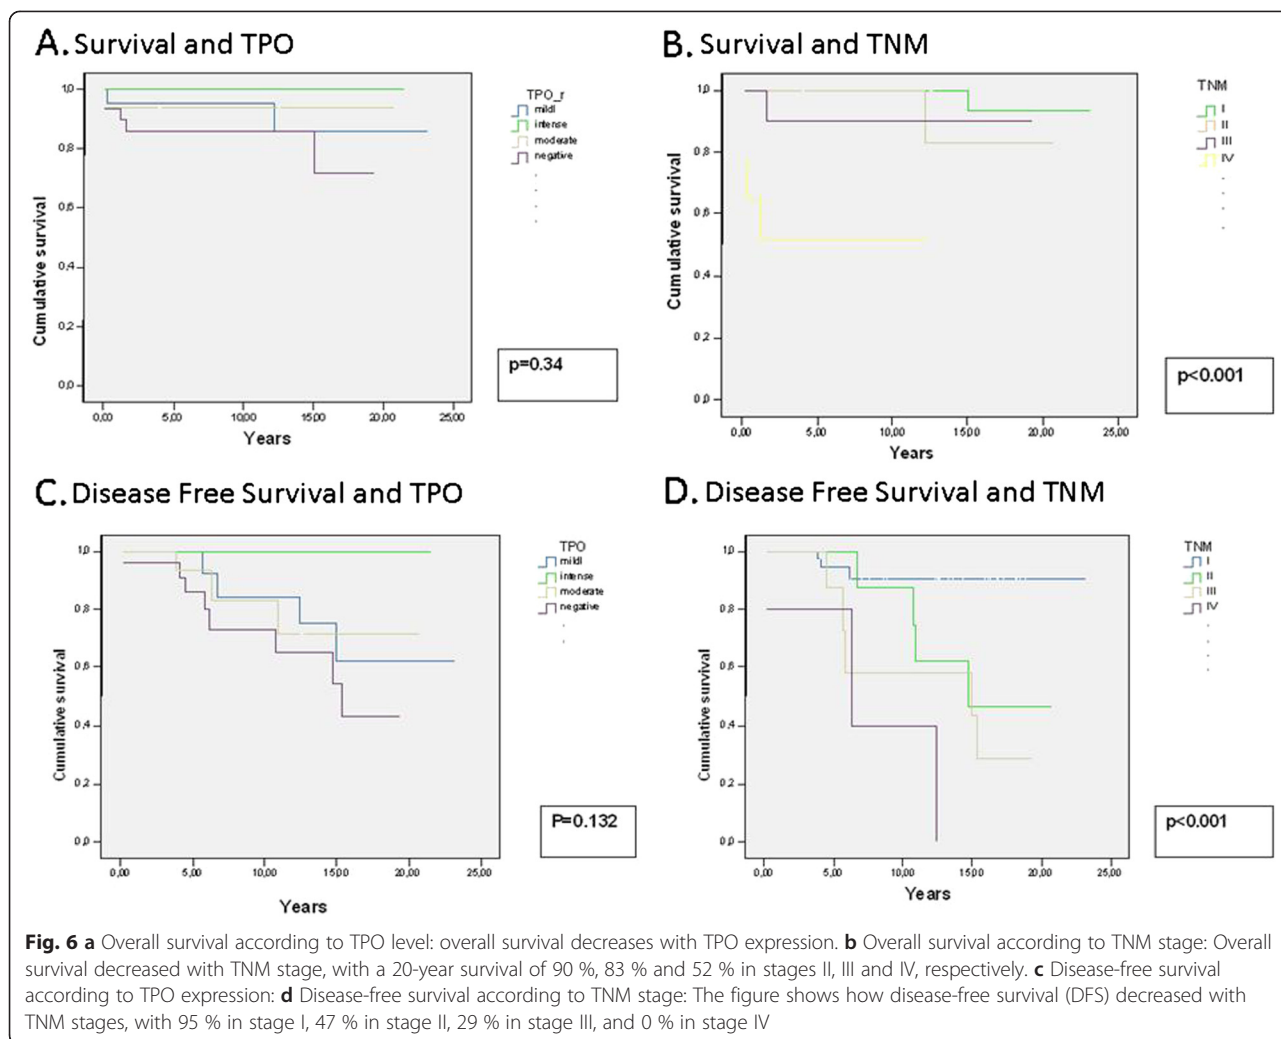 A. Survival and TPO
1,0
0,8
0,6
0,4
0,2
0,0
Cumulative survival
0,00 5,00 10,00 15,00 20,00 25,00
Years
TPO_r
mildl
intense
moderate
negative
p=0.34
B. Survival and TNM
1,0
0,8
0,6
0,4
0,2
0,0
Cumulative survival
0,00 5,00 10,00 15,00 20,00 25,00
Years
TNM
I
II
III
IV
p<0.001
C. Disease Free Survival and TPO
1,0
0,8
0,6
0,4
0,2
0,0
Cumulative survival
0,00 5,00 10,00 15,00 20,00 25,00
Years
TPO
mildl
intense
moderate
negative
P=0.132
D. Disease Free Survival and TNM
1,0
0,8
0,6
0,4
0,2
0,0
Cumulative survival
0,00 5,00 10,00 15,00 20,00 25,00
Years
TNM
I
II
III
IV
p<0.001
Fig. 6 a Overall survival according to TPO level: overall survival decreases with TPO expression. b Overall survival according to TNM stage: Overall
survival decreased with TNM stage, with a 20-year survival of 90 %, 83 % and 52 % in stages II, III and IV, respectively. c Disease-free survival
according to TPO expression: d Disease-free survival according to TNM stage: The figure shows how disease-free survival (DFS) decreased with
TNM stages, with 95 % in stage I, 47 % in stage II, 29 % in stage III, and 0 % in stage IV